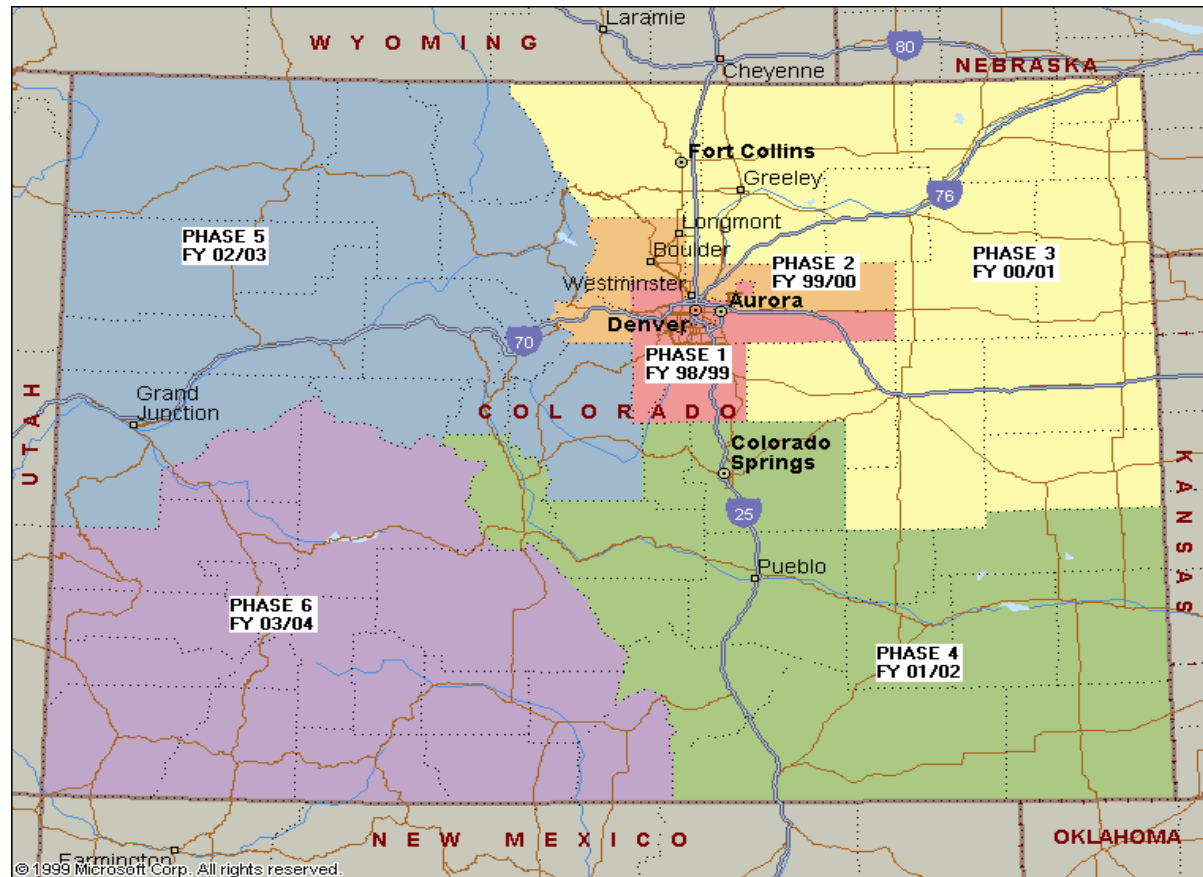 Laramie
WYOMING
80
Cheyenne
NEBRASKA
Fort Collins
Greeley
76
Longmont
Boulder
PHASE 5
FY 02/03
PHASE 2
FY 99/00
PHASE 3
FY 00/01
Westminster
Aurora
Denver
70
PHASE 1
FY 98/99
UTAH
Grand
Junction
COLORADO
Colorado
Springs
KANSAS
25
Pueblo
PHASE 6
FY 03/04
PHASE 4
FY 01/02
NEW MEXICO
OKLAHOMA
Farmington
© 1999 Microsoft Corp. All rights reserved.